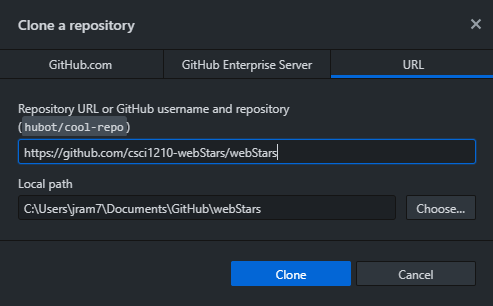 Clone a repository
GitHub.com
GitHub Enterprise Server
URL
Repository URL or GitHub username and repository
(hubot/cool-repo)
https://github.com/csci1210-webStars/webStars
Local path
C:\Users\jram7\Documents\GitHub\webStars
Choose...
Clone
Cancel